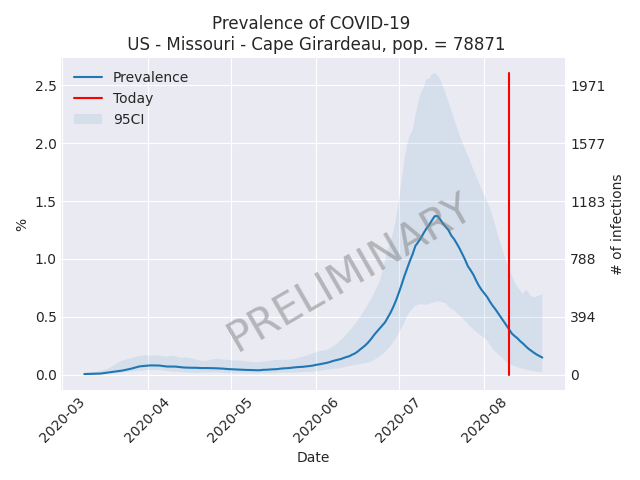 Prevalence of COVID-19
US - Missouri - Cape Girardeau, pop. = 78871
Prevalence
Today
95CI
2.5
2.0
1.5
1.0
0.5
0.0
%
1971
1577
1183
788
394
0
# of infections
PRELIMINARY
2020-03
2020-04
2020-05
2020-06
2020-07
2020-08
Date